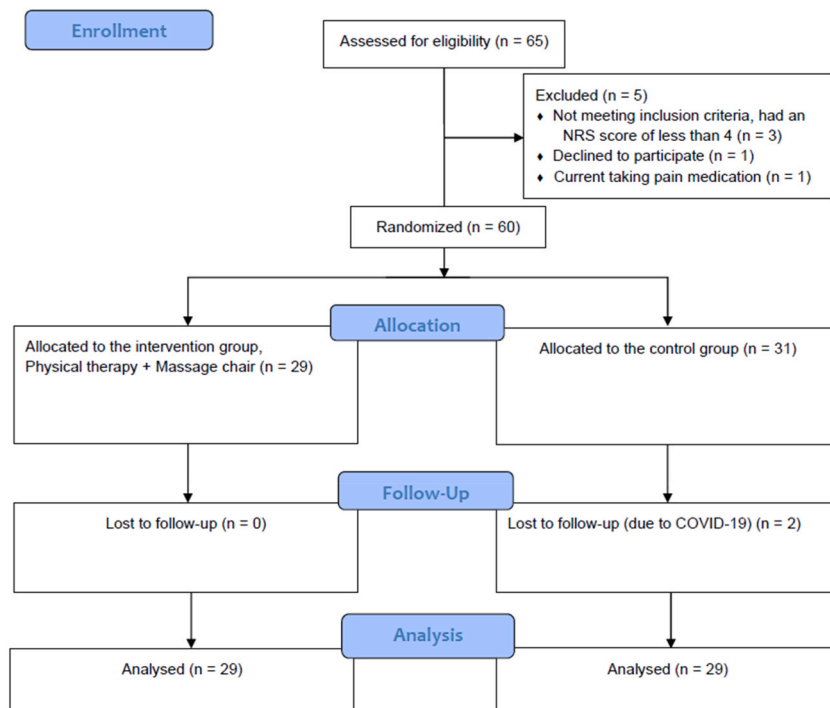 Enrollment
Assessed for eligibility (n = 65)
Excluded (n = 5)
♦ Not meeting inclusion criteria, had an
NRS score of less than 4 (n = 3)
♦ Declined to participate (n = 1)
♦ Current taking pain medication (n = 1)
Randomized (n = 60)
Allocation
Allocated to the intervention group,
Physical therapy + Massage chair (n = 29)
Allocated to the control group (n = 31)
Follow-Up
Lost to follow-up (n = 0)
Lost to follow-up (due to COVID-19) (n = 2)
Analysis
Analysed (n = 29)
Analysed (n = 29)